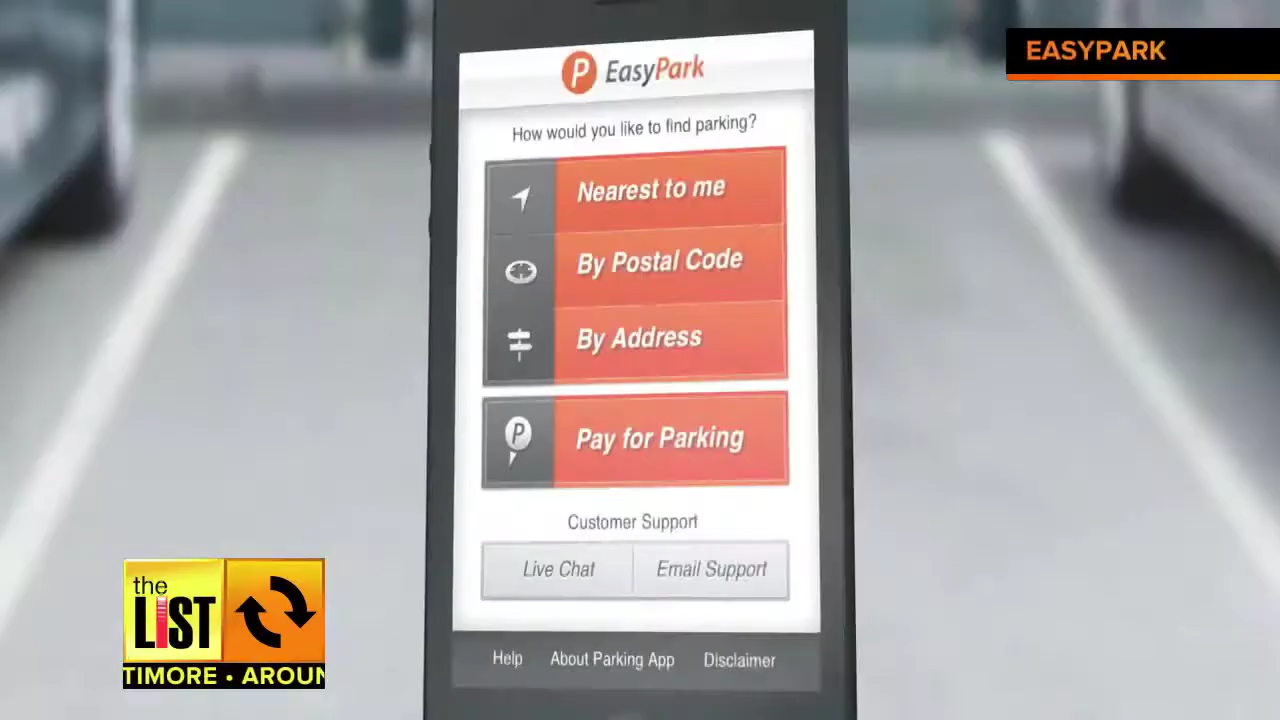 EASYPARK
P EasyPark
How would you like to find parking?
Nearest to me
By Postal Code
By Address
P
Pay for Parking
Customer Support
Live Chat
Email Support
Help
About Parking App
Disclaimer
the
LIST
TIMORE • AROUN